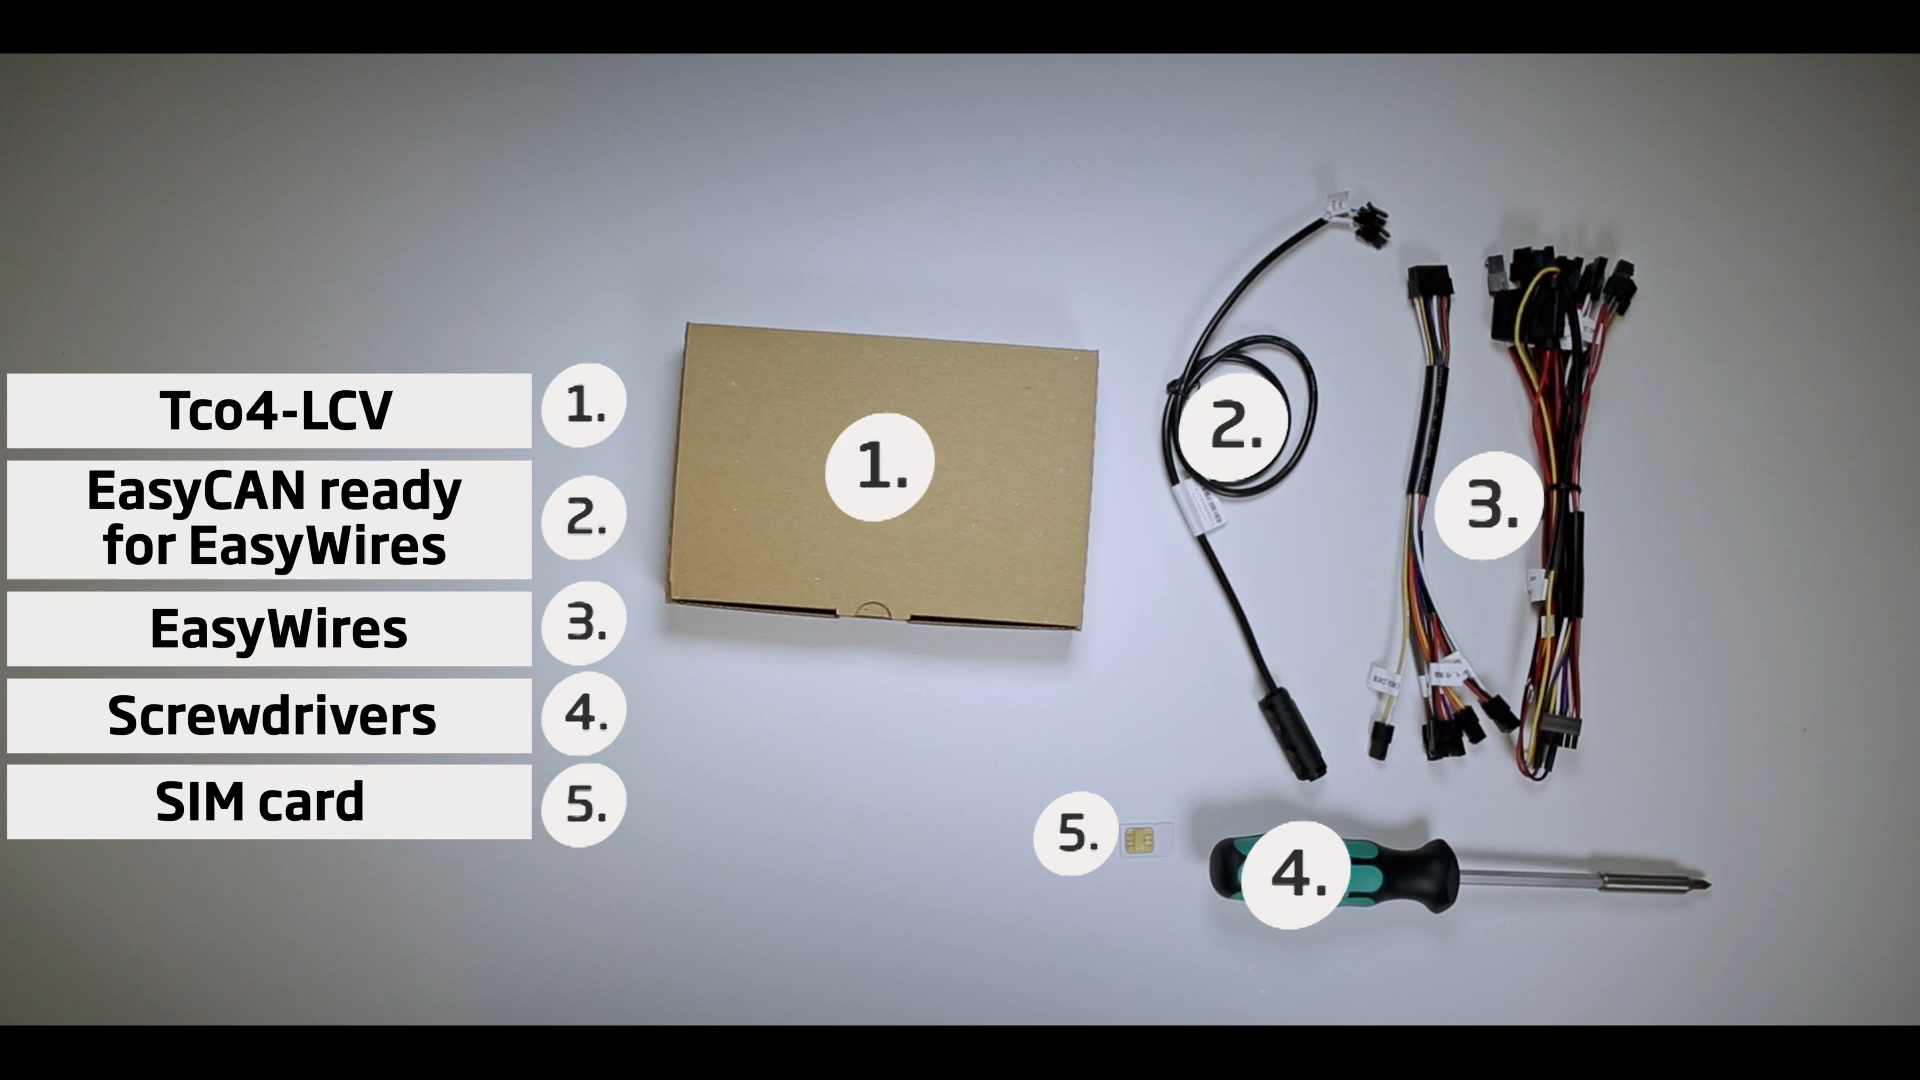 Tco4-LCV
1.
EasyCAN ready
for EasyWires
2.
EasyWires
3.
Screwdrivers
4.
SIM card
5.
1.
2.
3.
5.
4.